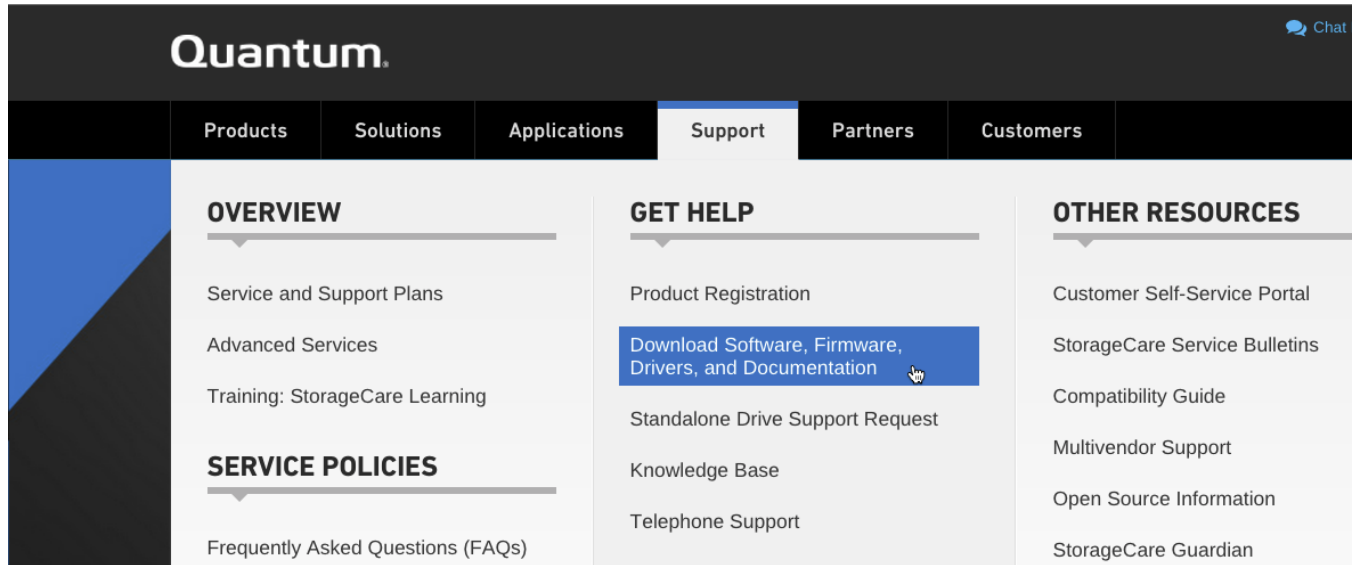 Chat
Quantum®
Products Solutions Applications Support Partners Customers
OVERVIEW
Service and Support Plans
Advanced Services
Training: StorageCare Learning
SERVICE POLICIES
Frequently Asked Questions (FAQs)
GET HELP
Product Registration
Download Software, Firmware,
Drivers, and Documentation
Standalone Drive Support Request
Knowledge Base
Telephone Support
OTHER RESOURCES
Customer Self-Service Portal
StorageCare Service Bulletins
Compatibility Guide
Multivendor Support
Open Source Information
StorageCare Guardian